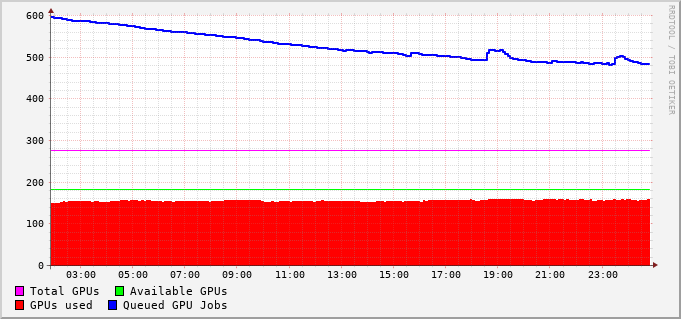 600
500
400
300
200
100
0
03:00 05:00 07:00 09:00 11:00 13:00 15:00 17:00 19:00 21:00 23:00
Total GPUs Available GPUs
GPUs used Queued GPU Jobs
RRDTOOL / TOBI OETIKER